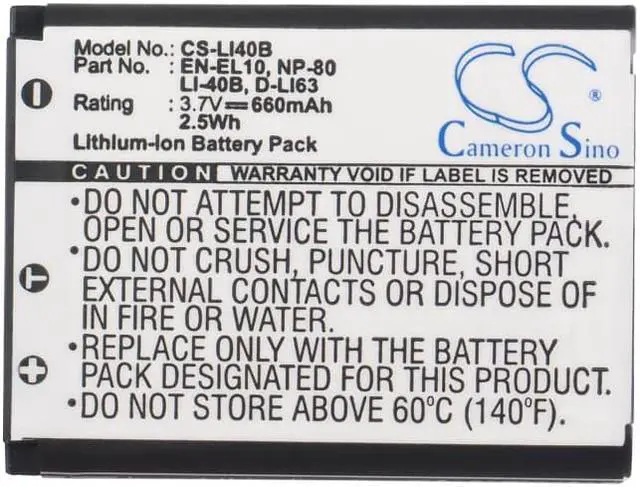 Model No.: CS-LI40B
Part No. : EN-EL10, NP-80
LI-40B, D-LI63
Rating : 3.7V⎓660mAh
2.5Wh
Lithium-Ion Battery Pack
CS
Cameron Sino ®
CAUTION: WARRANTY VOID IF LABEL IS REMOVED
•DO NOT ATTEMPT TO DISASSEMBLE,
OPEN OR SERVICE THE BATTERY PACK.
•DO NOT CRUSH, PUNCTURE, SHORT
EXTERNAL CONTACTS OR DISPOSE OF
IN FIRE OR WATER.
•REPLACE ONLY WITH THE BATTERY
PACK DESIGNATED FOR THIS PRODUCT.
•DO NOT STORE ABOVE 60°C (140°F).
T